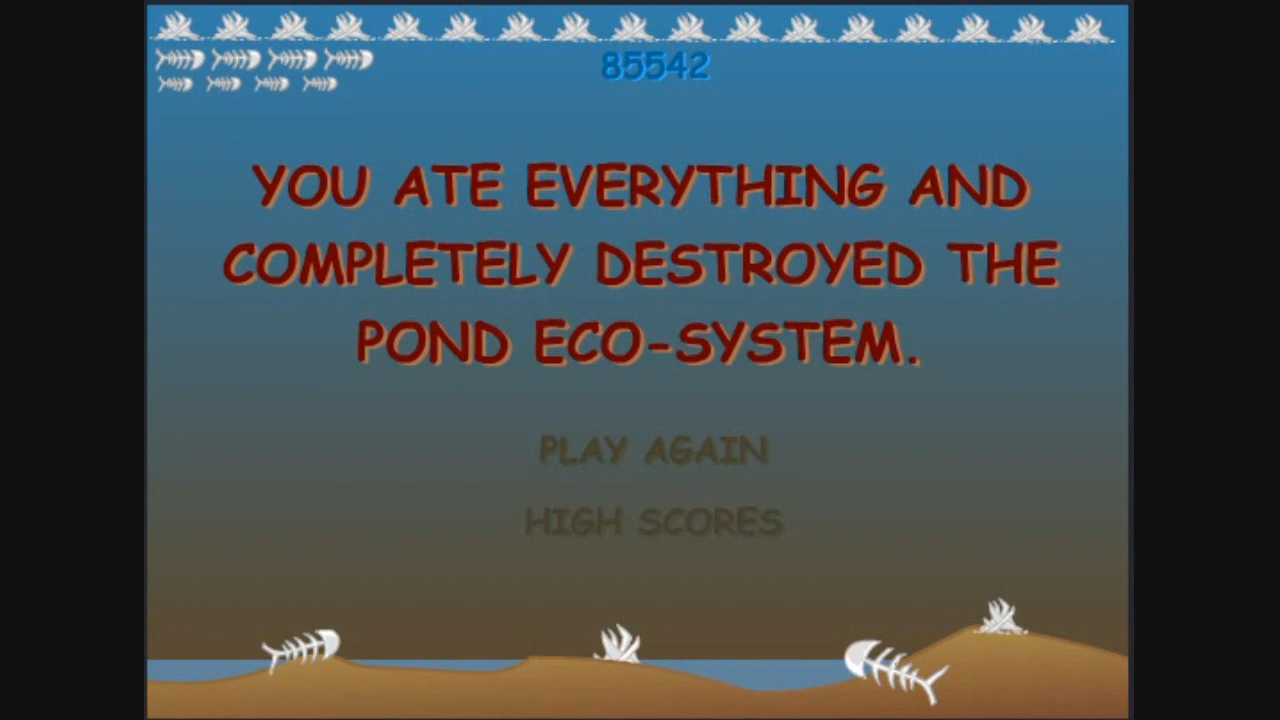 85542
YOU ATE EVERYTHING AND
COMPLETELY DESTROYED THE
POND ECO-SYSTEM.
PLAY AGAIN
HIGH SCORES